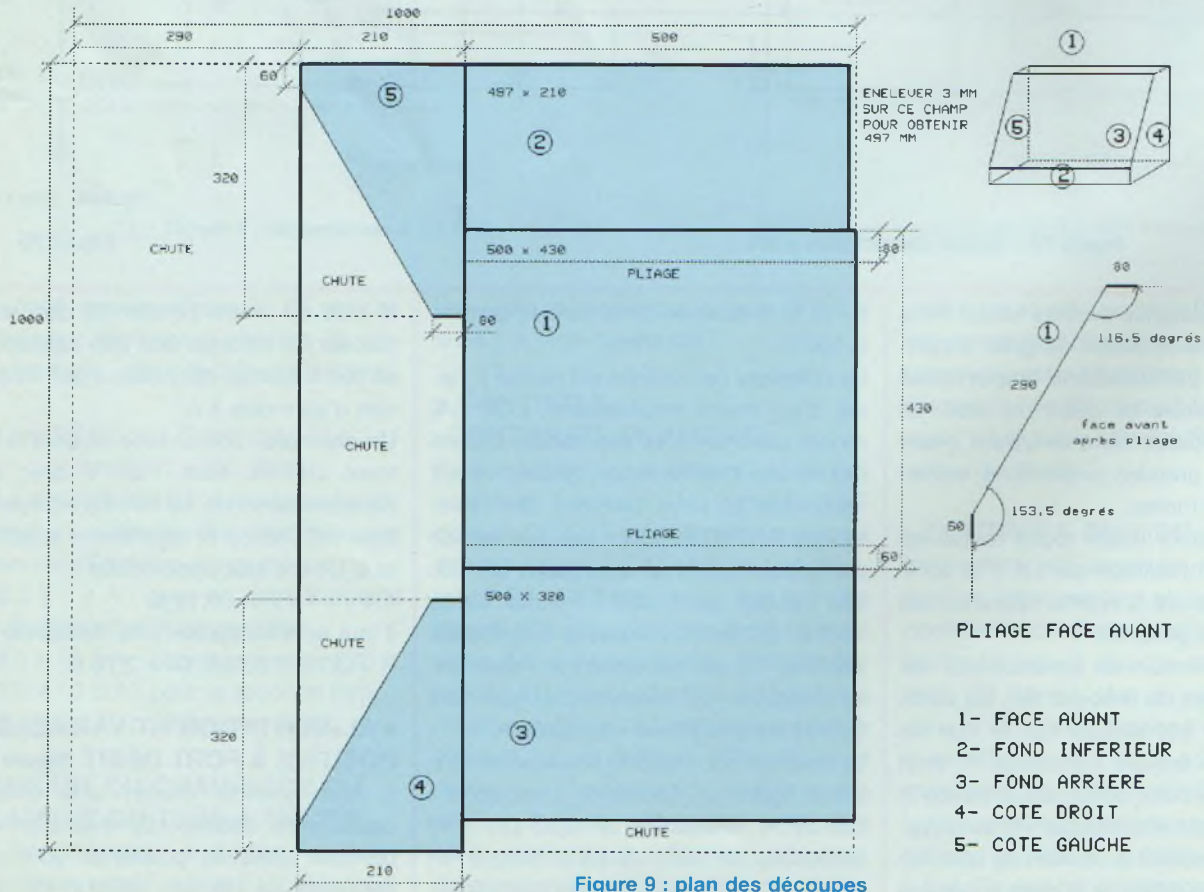 1000
290
210
500
60
5
497 x 210
2
ENELEVER 3 MM
SUR CE CHAMP
POUR OBTENIR
497 MM
1
5
3
4
2
320
CHUTE
CHUTE
80
500 x 430
PLIAGE
80
1
80
1
116.5 degrés
1000
290
430
face avant
après pliage
CHUTE
PLIAGE
60
60
153.5 degrés
500 X 320
CHUTE
320
3
4
CHUTE
210
PLIAGE FACE AVANT
1- FACE AVANT
2- FOND INFERIEUR
3- FOND ARRIERE
4- COTE DROIT
5- COTE GAUCHE
Figure 9 : plan des découpes